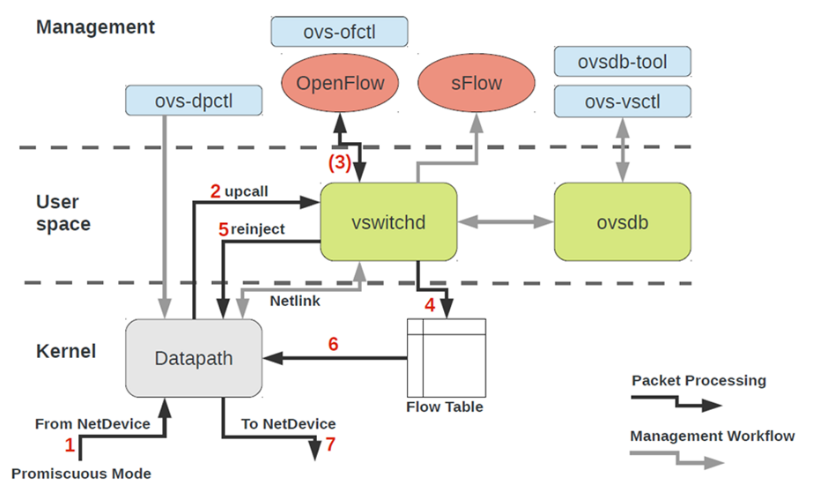 Management
ovs-ofctl
OpenFlow
sFlow
ovsdb-tool
ovs-vsctl
ovs-dpctl
(3)
User
space
2 upcall
5 reinject
vswitchd
ovsdb
Netlink
4
Kernel
Datapath
6
Flow Table
From NetDevice
1
Promiscuous Mode
To NetDevice
7
Packet Processing
Management Workflow